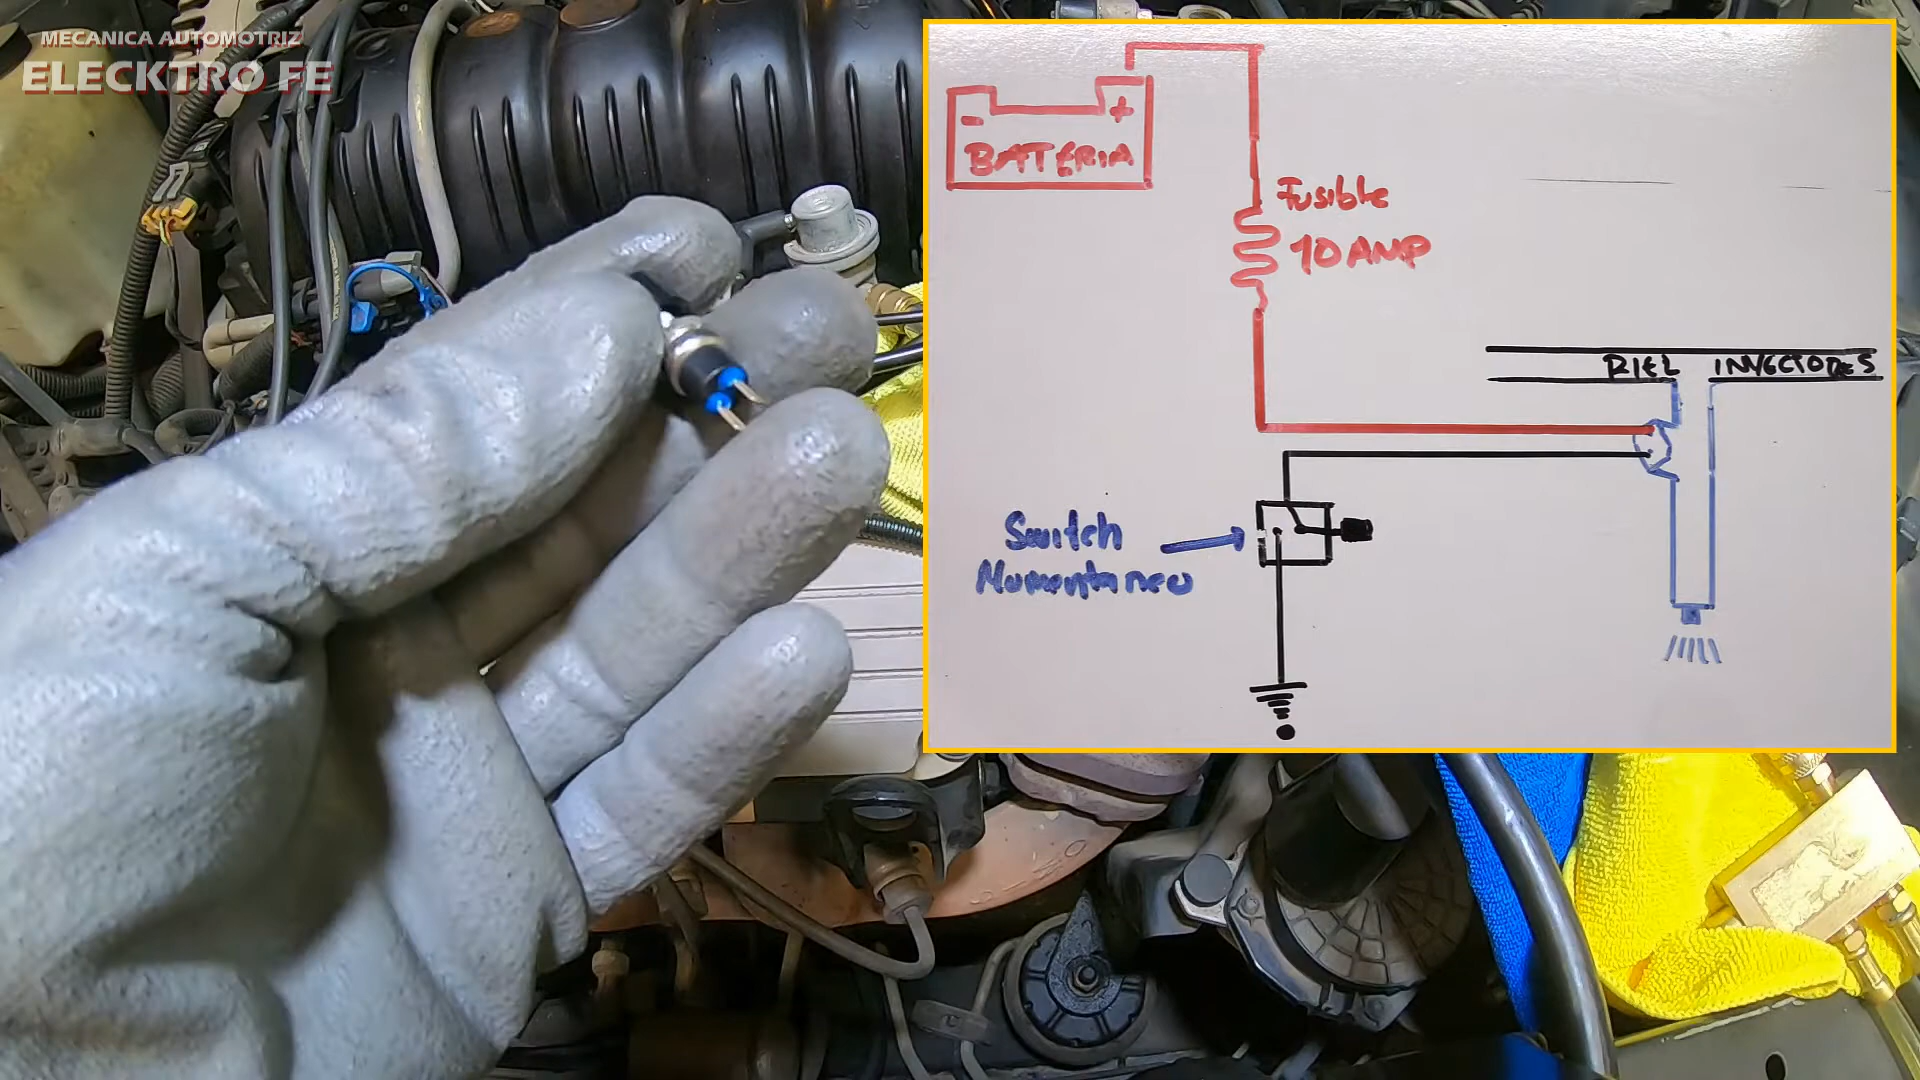 MECANICA AUTOMOTRIZ
ELECKTRO FE
- +
BATERIA
Fusible
10 AMP
RIEL INYECTORES
Switch
Momentaneo